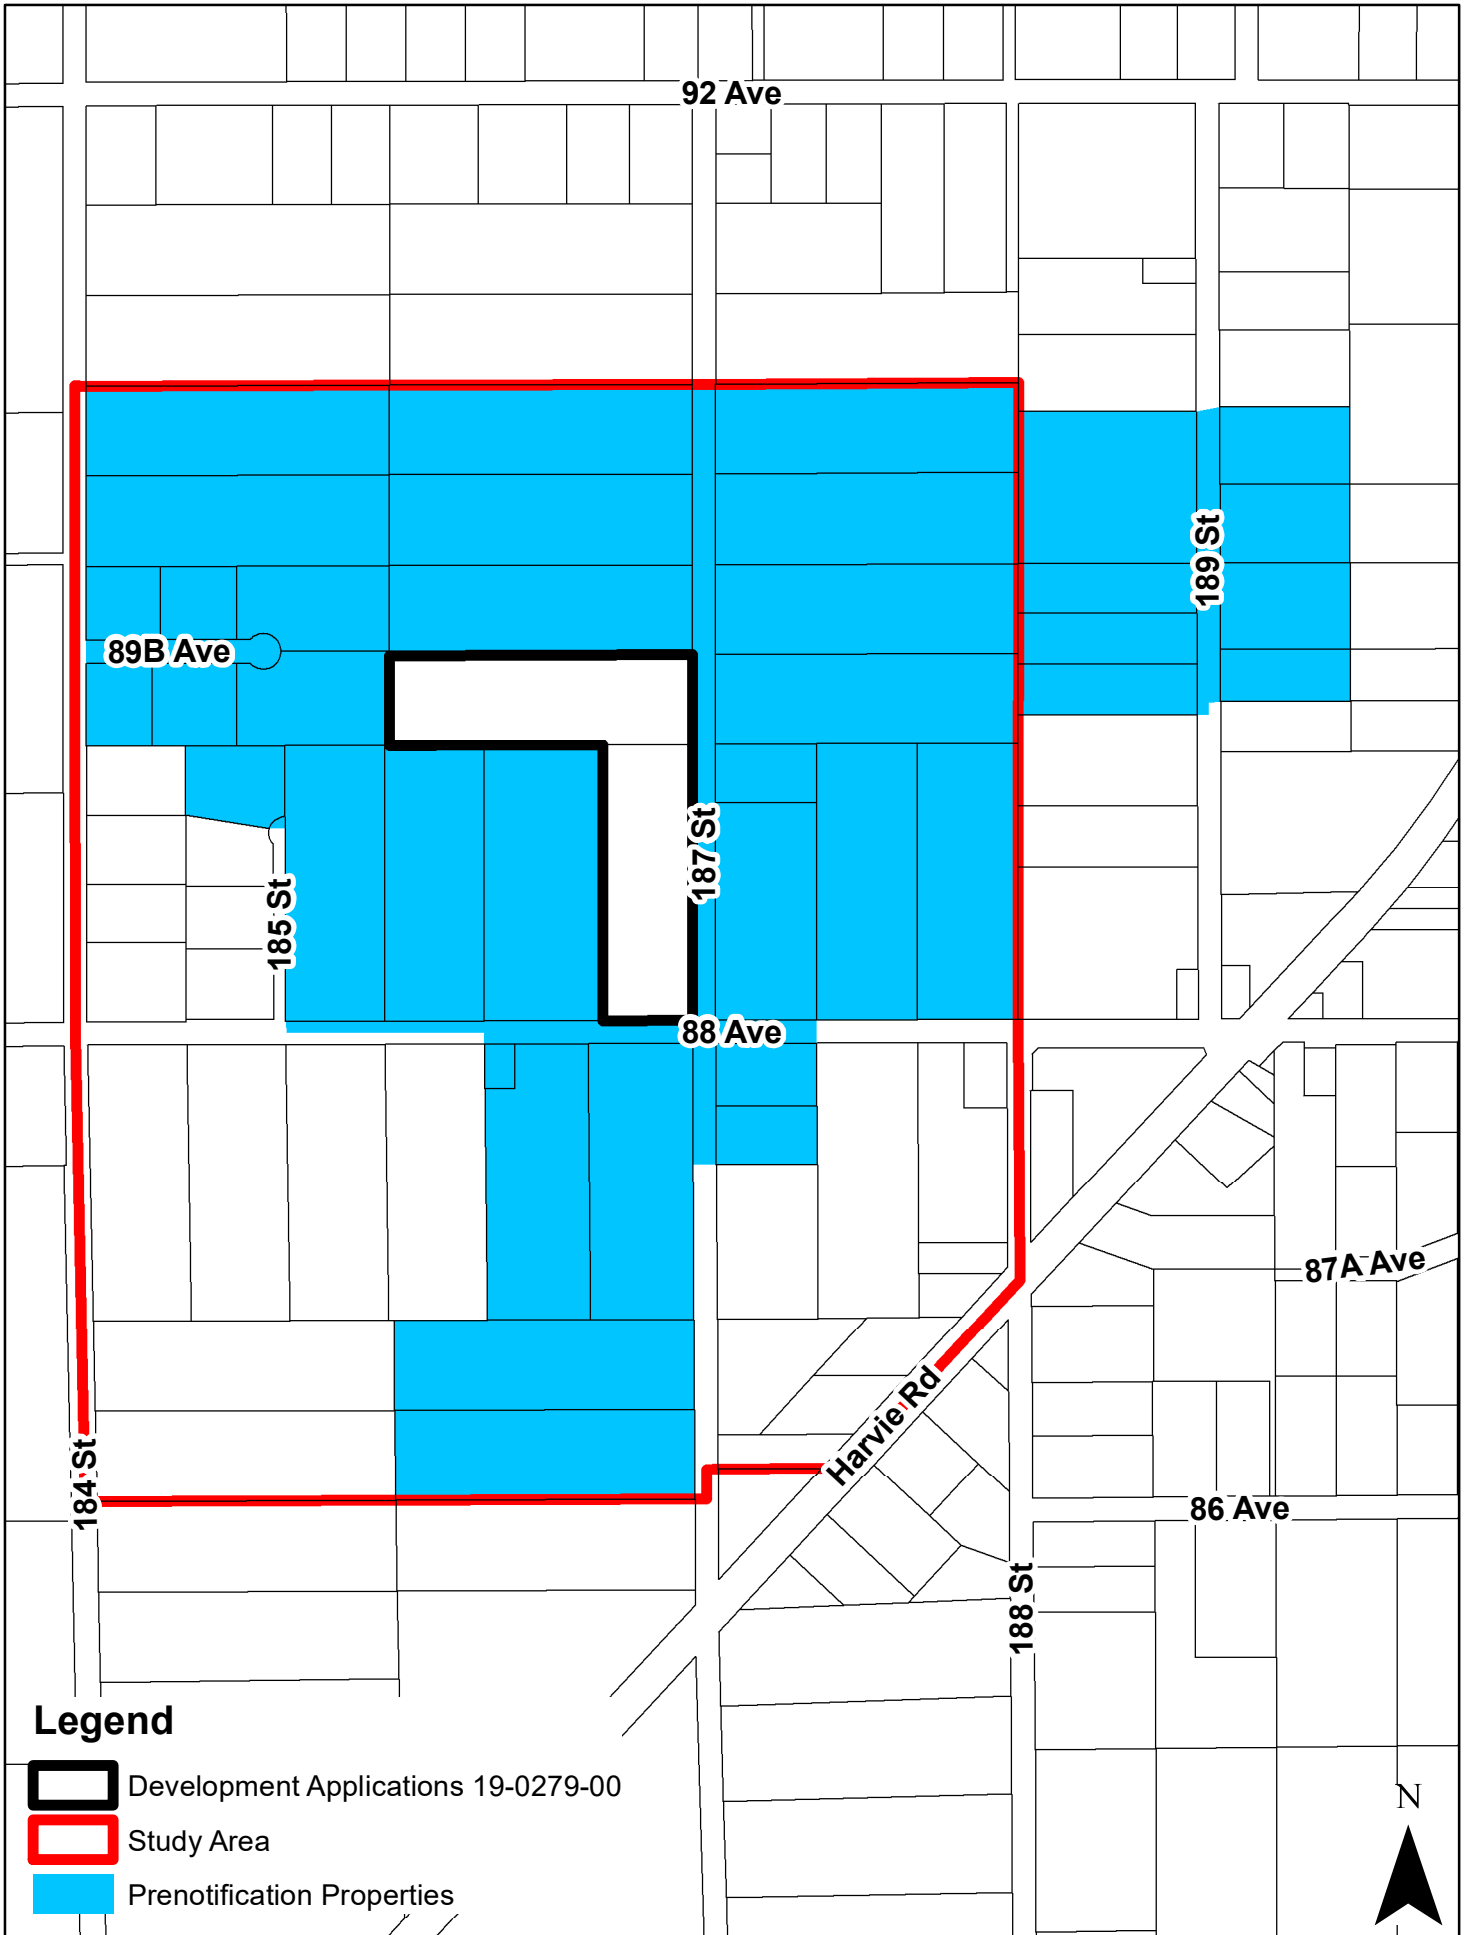 92 Ave
189 St
89B Ave
187 St
185 St
88 Ave
87A Ave
Harvie Rd
184 St
86 Ave
188 St
Legend
Development Applications 19-0279-00
Study Area
Prenotification Properties
N